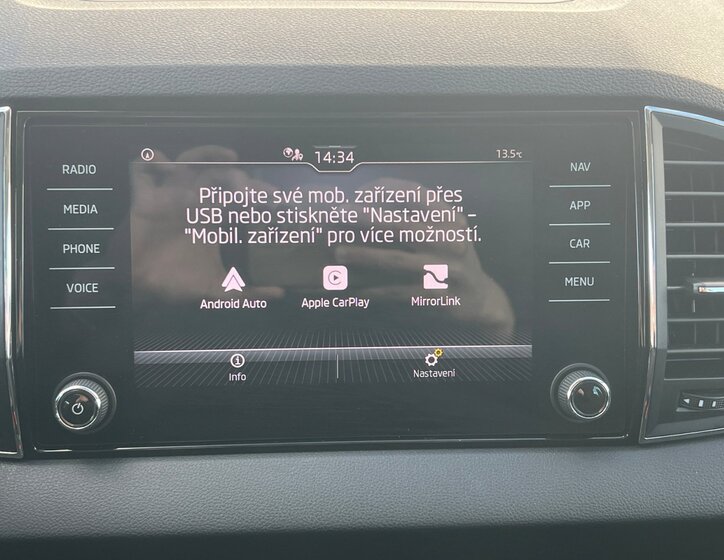 14:34
13.5°C
RADIO
MEDIA
PHONE
VOICE
Připojte své mob. zařízení přes
USB nebo stiskněte "Nastavení" –
"Mobil. zařízení" pro více možností.
Android Auto
Apple CarPlay
MirrorLink
Info
Nastavení
NAV
APP
CAR
MENU